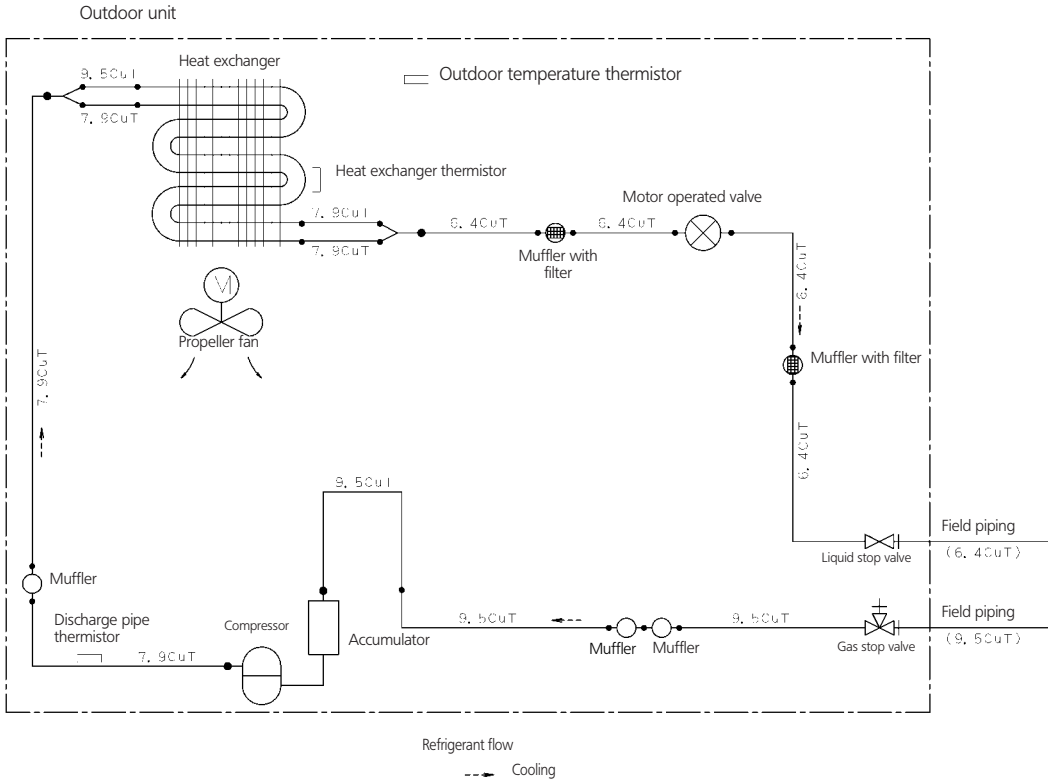 Outdoor unit
Heat exchanger
9.5CuT
Outdoor temperature thermistor
7.9CuT
Heat exchanger thermistor
Motor operated valve
7.9CuT
6.4CuT
6.4CuT
7.9CuT
Muffler with
filter
6.4CuT
M
Propeller fan
Muffler with filter
7.9CuT
6.4CuT
9.5CuT
Field piping
(6.4CuT)
Liquid stop valve
Muffler
Discharge pipe
thermistor
Compressor
Accumulator
9.5CuT
9.5CuT
Field piping
(9.5CuT)
Muffler
Muffler
Gas stop valve
7.9CuT
Refrigerant flow
Cooling